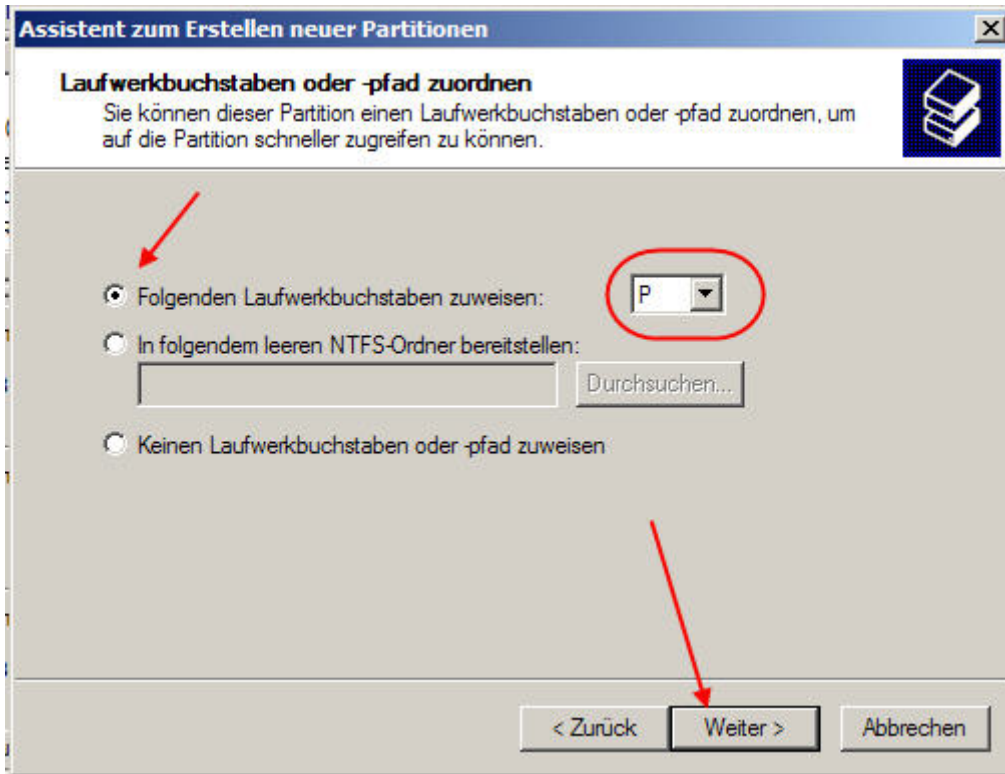 Assistent zum Erstellen neuer Partitionen
Laufwerkbuchstaben oder -pfad zuordnen
Sie können dieser Partition einen Laufwerkbuchstaben oder -pfad zuordnen, um
auf die Partition schneller zugreifen zu können.
Folgenden Laufwerkbuchstaben zuweisen: P
In folgendem leeren NTFS-Ordner bereitstellen:
Durchsuchen...
Keinen Laufwerkbuchstaben oder -pfad zuweisen
< Zurück Weiter > Abbrechen